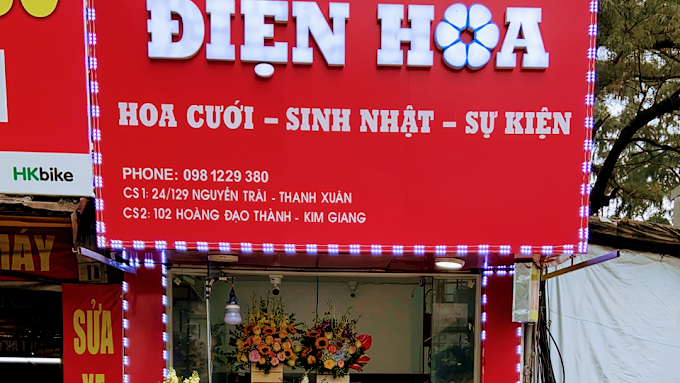 ĐIỆN HOA
HOA CƯỚI – SINH NHẬT – SỰ KIỆN
PHONE: 098 1229 380
CS1: 24/129 NGUYỄN TRÃI - THANH XUÂN
CS2: 102 HOÀNG ĐẠO THÀNH - KIM GIANG
HKbike
MÁY
SỬA
XE